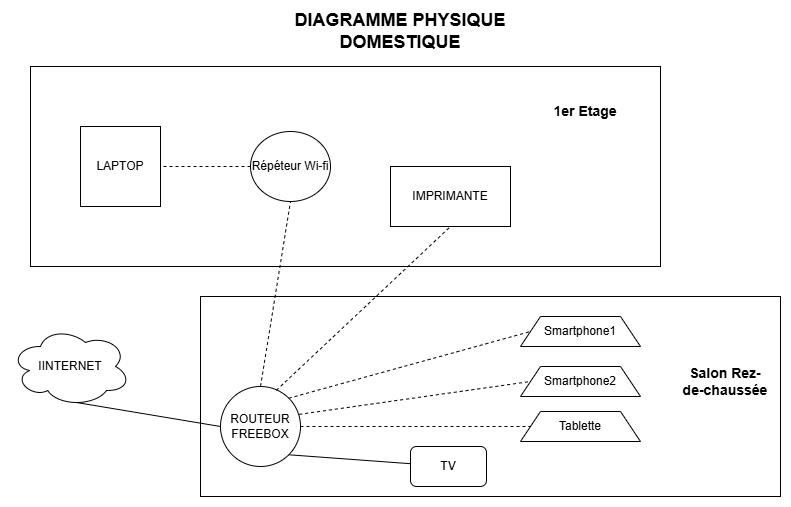 DIAGRAMME PHYSIQUE
DOMESTIQUE
1er Etage
LAPTOP
Répéteur Wi-fi
IMPRIMANTE
Smartphone1
IINTERNET
Salon Rez-
de-chaussée
Smartphone2
ROUTEUR
FREEBOX
Tablette
TV